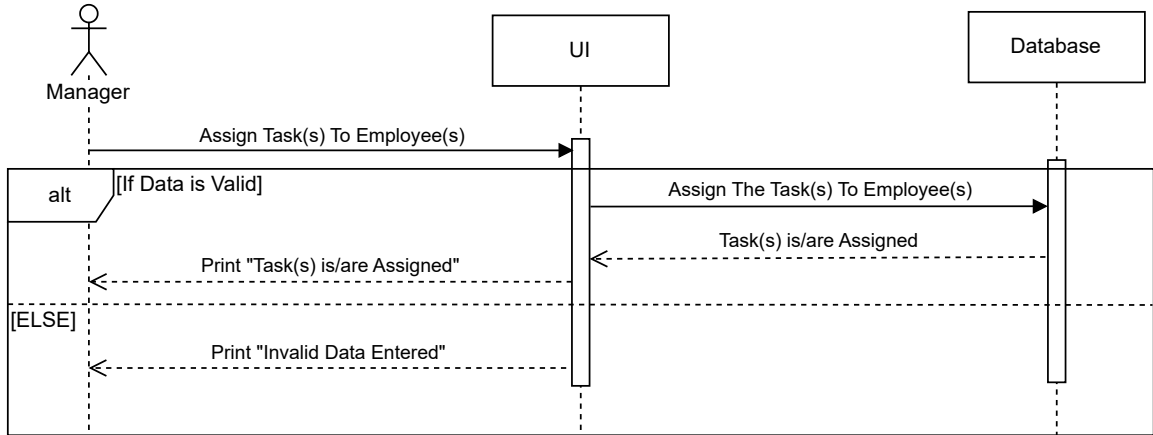 UI
Database
Manager
Assign Task(s) To Employee(s)
alt
[If Data is Valid]
Assign The Task(s) To Employee(s)
Task(s) is/are Assigned
Print "Task(s) is/are Assigned"
[ELSE]
Print "Invalid Data Entered"